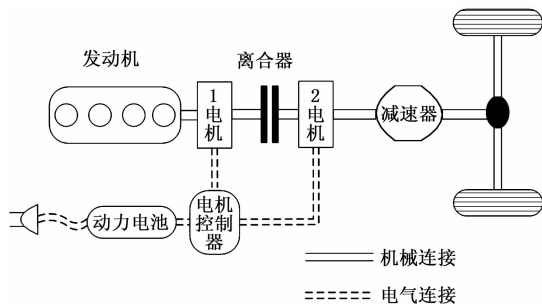 发动机
离合器
1
电
机
2
电
机
减速器
动力电池
电机
控制
器
机械连接
电气连接